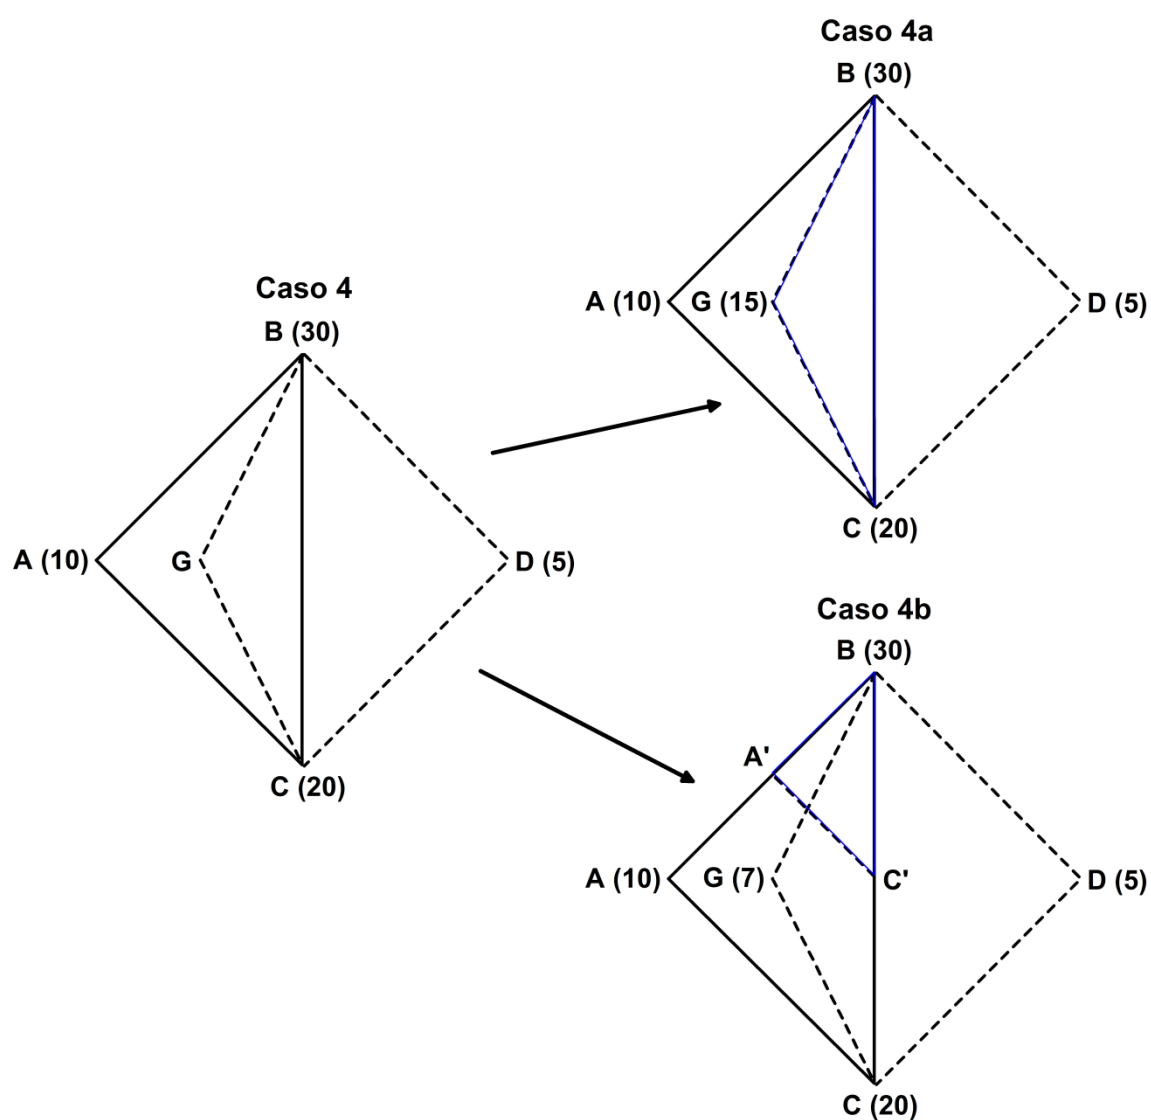 Caso 4
B (30)
A (10)
G
D (5)
C (20)
Caso 4a
B (30)
A (10)
G (15)
D (5)
C (20)
Caso 4b
B (30)
A'
A (10)
G (7)
C'
D (5)
C (20)